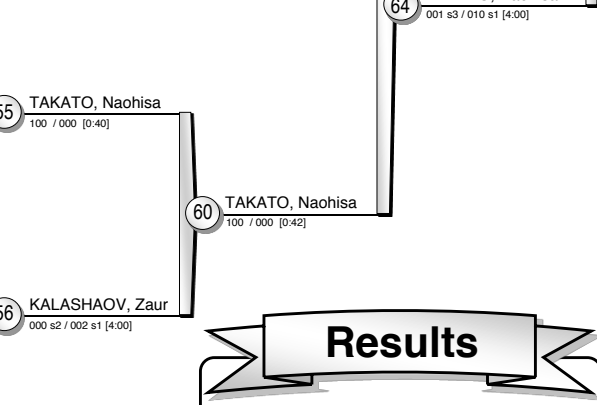 64
001 s3 / 010 s1 [4:00]
55 TAKATO, Naohisa
100 / 000 [0:40]
60 TAKATO, Naohisa
100 / 000 [0:42]
56 KALASHAOV, Zaur
000 s2 / 002 s1 [4:00]
Results